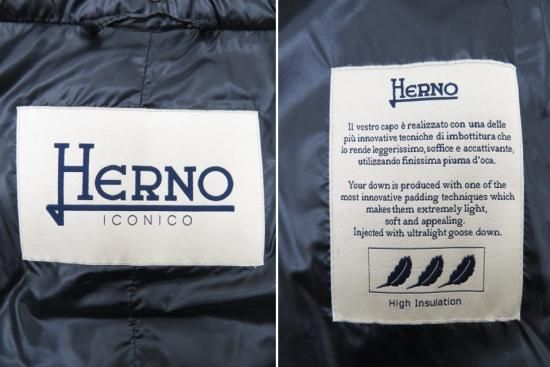 HERNO
ICONICO
HERNO
Il vostro capo è realizzato con una delle
più innovative tecniche di imbottitura che
lo rende leggerissimo, soffice e accattivante,
utilizzando finissima piuma d'oca.
Your down is produced with one of the
most innovative padding techniques which
makes them extremely light,
soft and appealing.
Injected with ultralight goose down.
High Insulation